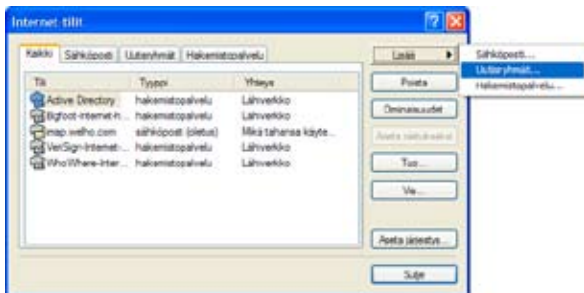 Internet-tilit
Kaikki Sähköposti Uutisryhmät Hakemistopalvelu
Tili Tyyppi Yhteys
Active Directory hakemistopalvelu Lähiverkko
Bigfoot-Internet-h... hakemistopalvelu Lähiverkko
imap.welho.com sähköposti (oletus) Mikä tahansa käyte...
VeriSign-Internet-... hakemistopalvelu Lähiverkko
WhoWhere-Inter... hakemistopalvelu Lähiverkko
Lisää
Poista
Ominaisuudet
Aseta oletukseksi
Tuo...
Vie...
Aseta järjestys...
Sulje
Sähköposti...
Uutisryhmät...
Hakemistopalvelu...